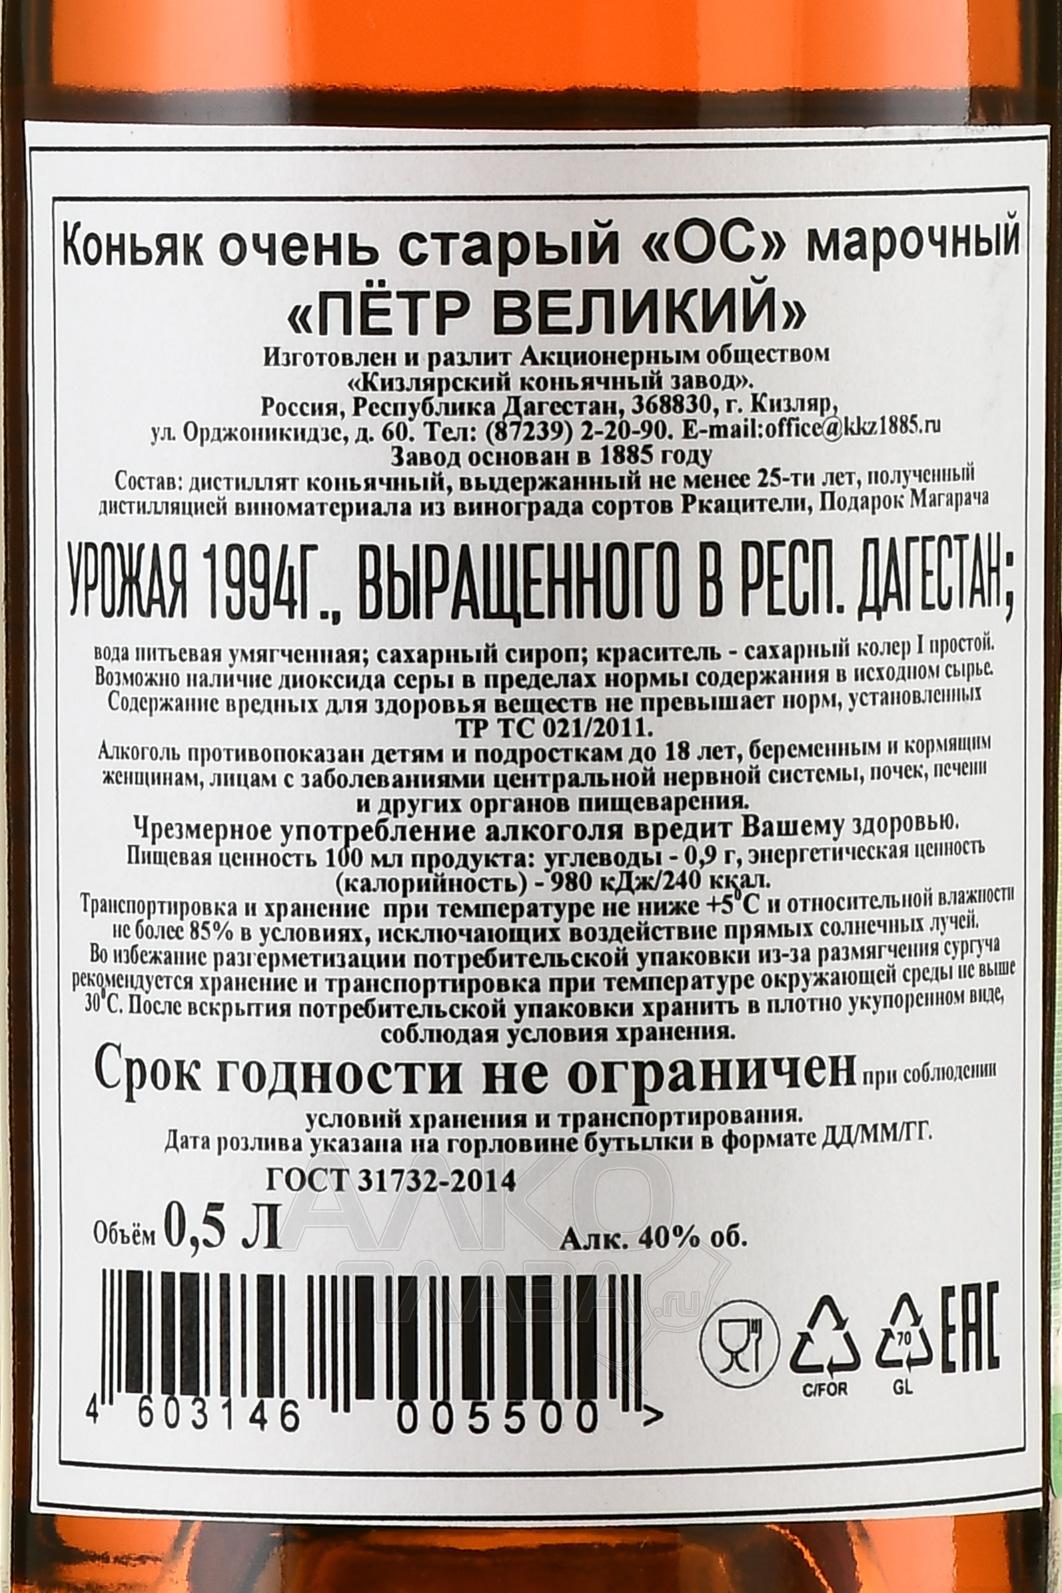 Коньяк очень старый «ОС» марочный
«ПЁТР ВЕЛИКИЙ»
Изготовлен и разлит Акционерным обществом
«Кизлярский коньячный завод».
Россия, Республика Дагестан, 368830, г. Кизляр,
ул. Орджоникидзе, д. 60. Тел: (87239) 2-20-90. E-mail:office@kkz1885.ru
Завод основан в 1885 году
Состав: дистиллят коньячный, выдержанный не менее 25-ти лет, полученный
дистилляцией виноматериала из винограда сортов Ркацители, Подарок Магарача
УРОЖАЯ 1994Г., ВЫРАЩЕННОГО В РЕСП. ДАГЕСТАН;
вода питьевая умягченная; сахарный сироп; краситель - сахарный колер I простой.
Возможно наличие диоксида серы в пределах нормы содержания в исходном сырье.
Содержание вредных для здоровья веществ не превышает норм, установленных
ТР ТС 021/2011.
Алкоголь противопоказан детям и подросткам до 18 лет, беременным и кормящим
женщинам, лицам с заболеваниями центральной нервной системы, почек, печени
и других органов пищеварения.
Чрезмерное употребление алкоголя вредит Вашему здоровью.
Пищевая ценность 100 мл продукта: углеводы - 0,9 г, энергетическая ценность
(калорийность) - 980 кДж/240 ккал.
Транспортировка и хранение при температуре не ниже +5°С и относительной влажности
не более 85% в условиях, исключающих воздействие прямых солнечных лучей.
Во избежание разгерметизации потребительской упаковки из-за размягчения сургуча
рекомендуется хранение и транспортировка при температуре окружающей среды не выше
30°С. После вскрытия потребительской упаковки хранить в плотно укупоренном виде,
соблюдая условия хранения.
Срок годности не ограничен при соблюдении
условий хранения и транспортирования.
Дата розлива указана на горловине бутылки в формате ДД/ММ/ГГ.
ГОСТ 31732-2014
Объём 0,5 Л Алк. 40% об.
4 603146 005500 >
C/FOR
70
GL
ЕАС
АЛКО
ПЛАВА.ru